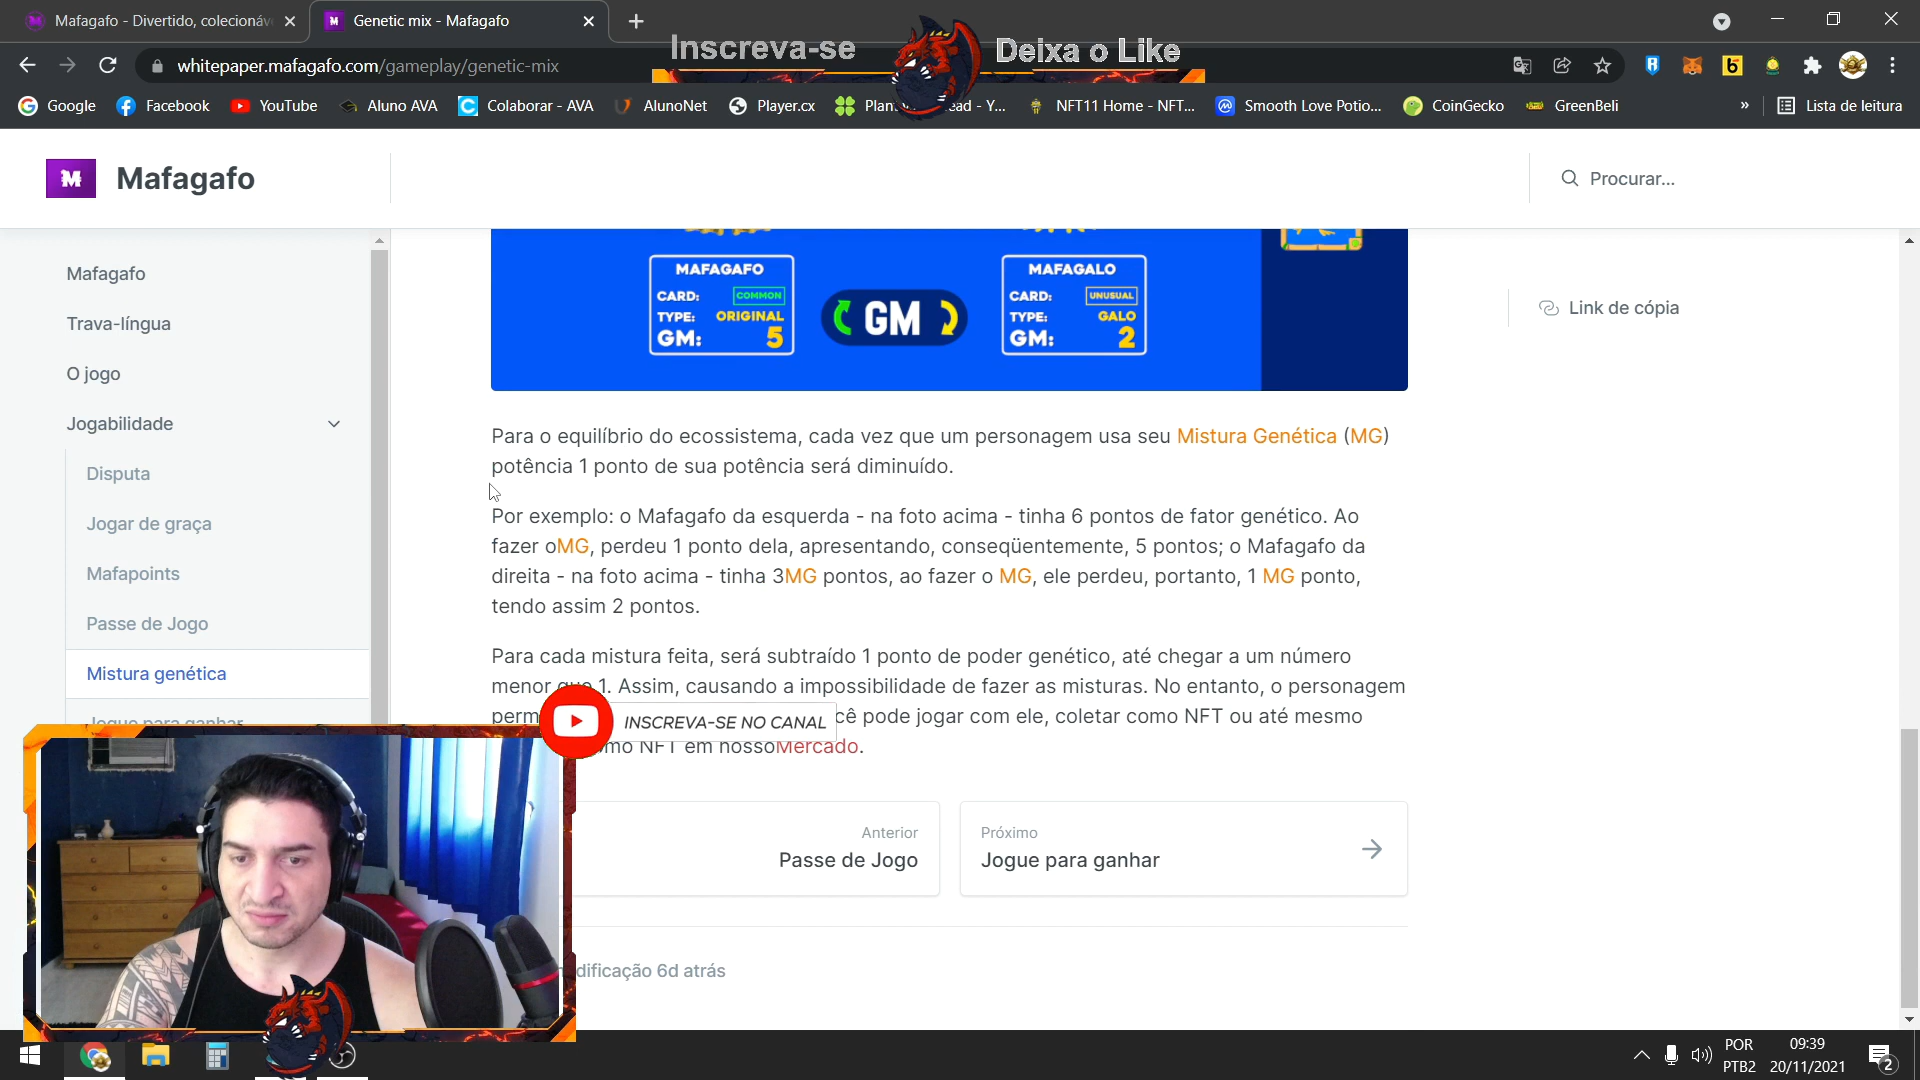 Mafagafo - Divertido, colecionáv
Genetic mix - Mafagafo
Inscreva-se
Deixa o Like
whitepaper.mafagafo.com/gameplay/genetic-mix
Google
Facebook
YouTube
Aluno AVA
Colaborar - AVA
AlunoNet
Player.cx
NFT11 Home - NFT...
Smooth Love Potio...
CoinGecko
GreenBeli
»
Lista de leitura
M Mafagafo
Procurar...
Mafagafo
Trava-língua
O jogo
Jogabilidade
Disputa
Jogar de graça
Mafapoints
Passe de Jogo
Mistura genética
Jogue para ganhar
MAFAGAFO
CARD: COMMON
TYPE: ORIGINAL
GM: 5
GM
MAFAGALO
CARD: UNUSUAL
TYPE: GALO
GM: 2
Link de cópia
Para o equilíbrio do ecossistema, cada vez que um personagem usa seu Mistura Genética (MG)
potência 1 ponto de sua potência será diminuído.
Por exemplo: o Mafagafo da esquerda - na foto acima - tinha 6 pontos de fator genético. Ao
fazer oMG, perdeu 1 ponto dela, apresentando, conseqüentemente, 5 pontos; o Mafagafo da
direita - na foto acima - tinha 3MG pontos, ao fazer o MG, ele perdeu, portanto, 1 MG ponto,
tendo assim 2 pontos.
Para cada mistura feita, será subtraído 1 ponto de poder genético, até chegar a um número
menor que 1. Assim, causando a impossibilidade de fazer as misturas. No entanto, o personagem
perm
cê pode jogar com ele, coletar como NFT ou até mesmo
mo NFT em nossoMercado.
INSCREVA-SE NO CANAL
Anterior
Passe de Jogo
Próximo
Jogue para ganhar
dificação 6d atrás
POR
PTB2
09:39
20/11/2021
2